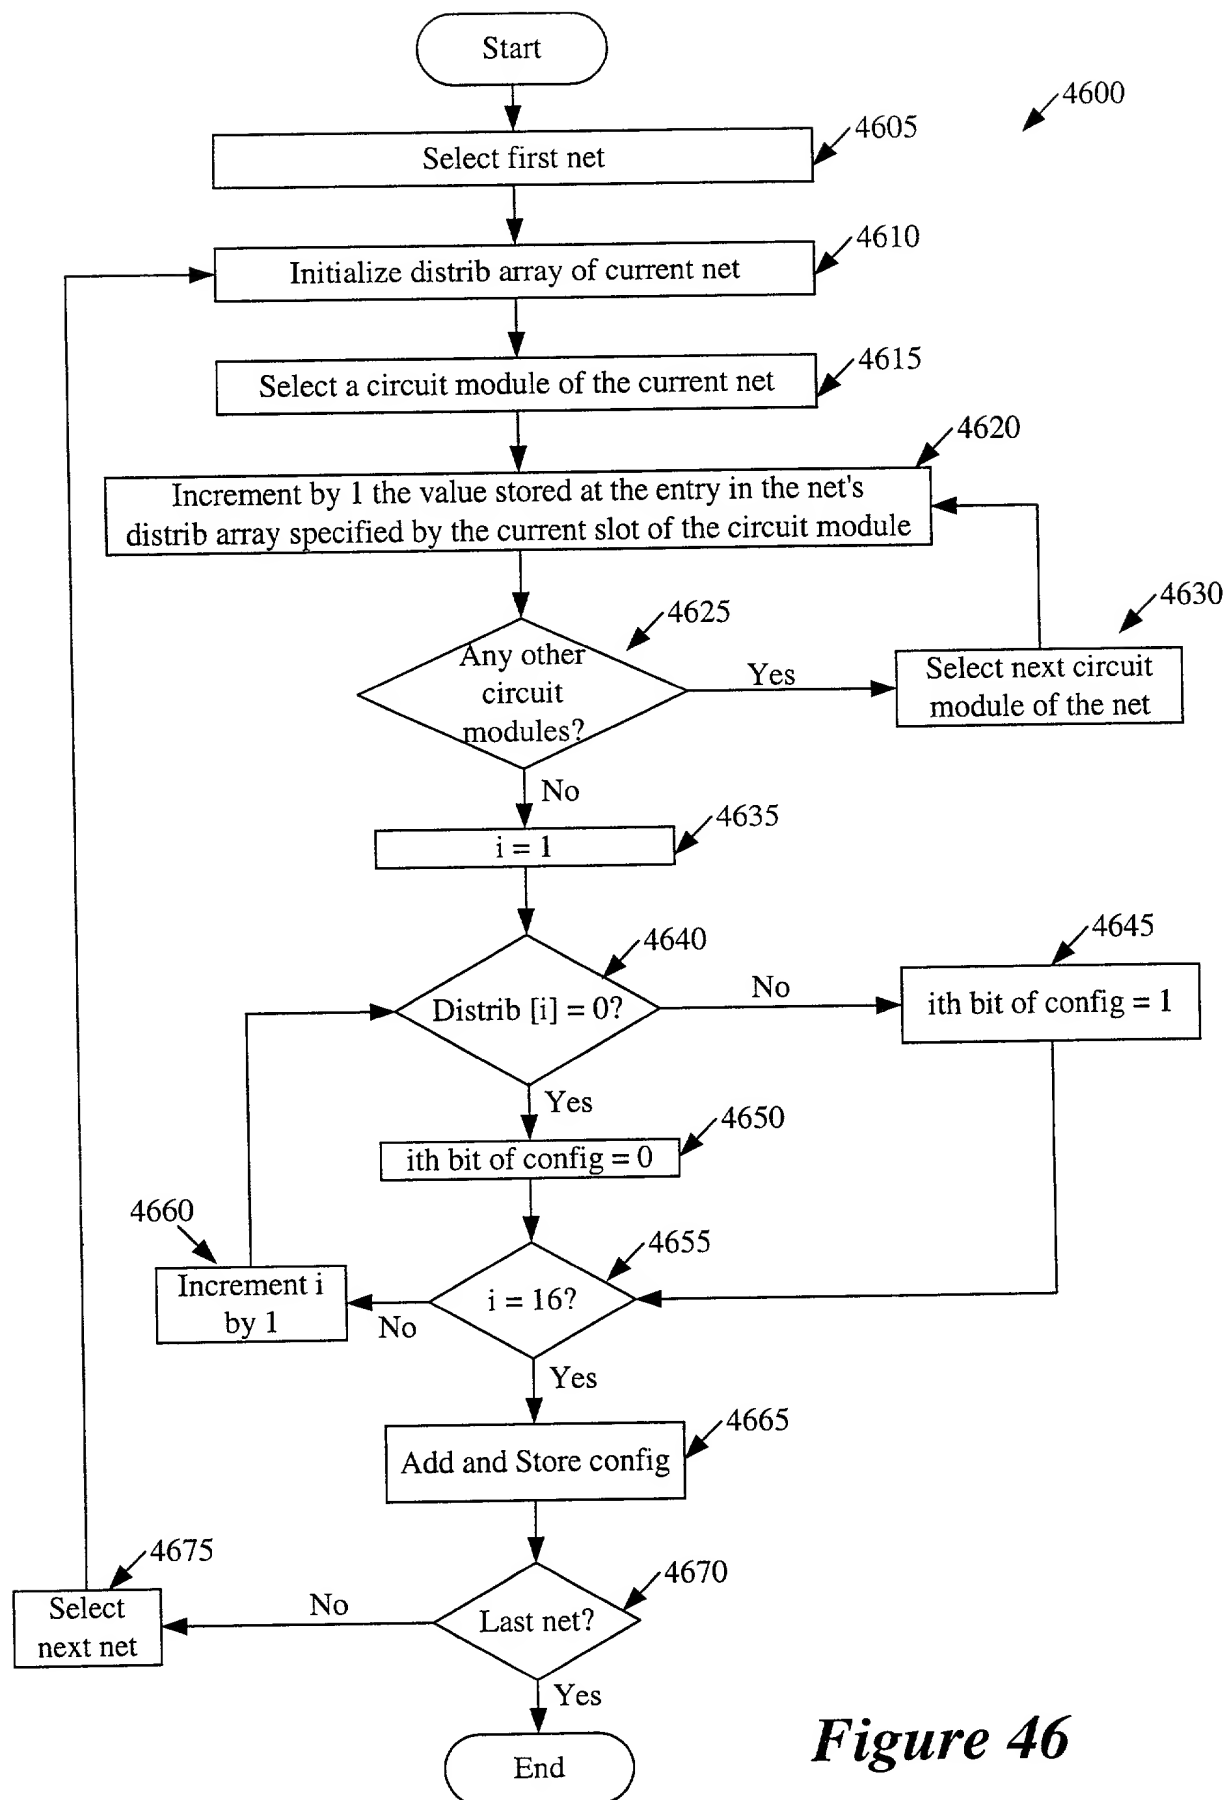 Start
4600
4605
Select first net
4610
Initialize distrib array of current net
4615
Select a circuit module of the current net
4620
Increment by 1 the value stored at the entry in the net's
distrib array specified by the current slot of the circuit module
4625
4630
Any other
circuit
modules?
Yes
Select next circuit
module of the net
No
4635
i = 1
4640
4645
Distrib [i] = 0?
No
ith bit of config = 1
Yes
4650
ith bit of config = 0
4660
4655
Increment i
by 1
No
i = 16?
Yes
4665
Add and Store config
4675
4670
Select
next net
No
Last net?
Yes
End
Figure 46